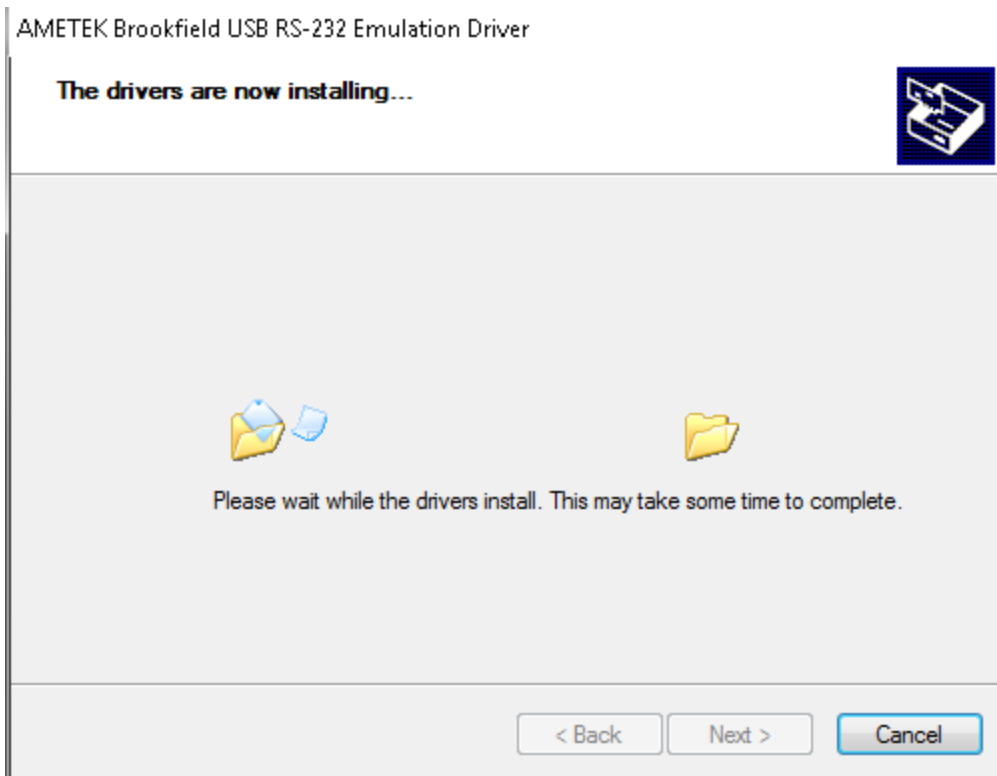 AMETEK Brookfield USB RS-232 Emulation Driver
The drivers are now installing...
Please wait while the drivers install. This may take some time to complete.
< Back
Next >
Cancel